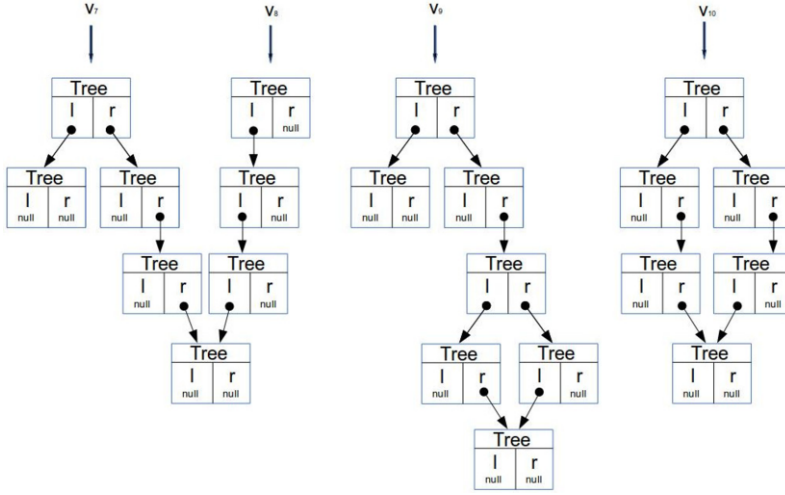 V7 V8 V9 V10
Tree Tree Tree Tree
l r l r l r l r
null
Tree Tree Tree Tree Tree Tree Tree
l r l r l r l r l r l r l r
null null null null null null null null null
Tree Tree Tree Tree Tree
l r l r l r l r l r
null null null null
Tree Tree Tree Tree
l r l r l r l r
null null null null null null
Tree
l r
null null